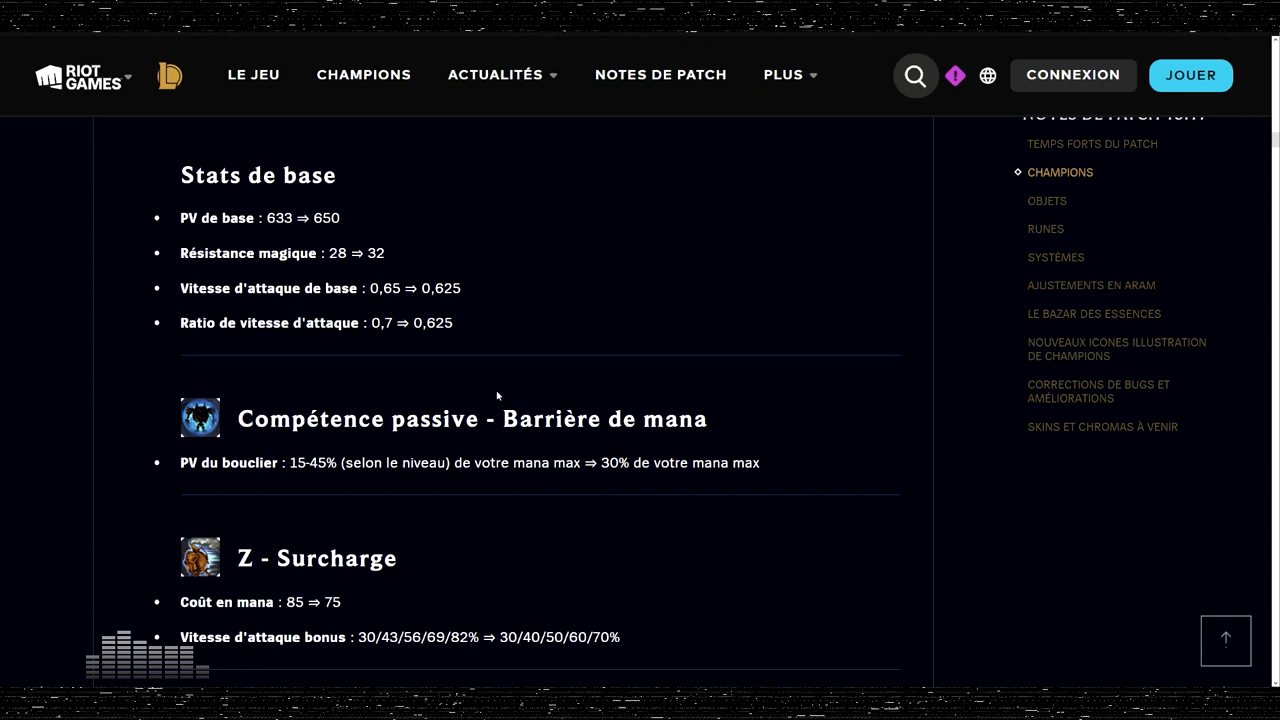 RIOT GAMES
LE JEU
CHAMPIONS
ACTUALITÉS
NOTES DE PATCH
PLUS
CONNEXION
JOUER
Stats de base
• PV de base : 633 ⇒ 650
• Résistance magique : 28 ⇒ 32
• Vitesse d'attaque de base : 0,65 ⇒ 0,625
• Ratio de vitesse d'attaque : 0,7 ⇒ 0,625
Compétence passive - Barrière de mana
• PV du bouclier : 15-45% (selon le niveau) de votre mana max ⇒ 30% de votre mana max
Z - Surcharge
• Coût en mana : 85 ⇒ 75
• Vitesse d'attaque bonus : 30/43/56/69/82% ⇒ 30/40/50/60/70%
NOTES DE PATCH
TEMPS FORTS DU PATCH
CHAMPIONS
OBJETS
RUNES
SYSTÈMES
AJUSTEMENTS EN ARAM
LE BAZAR DES ESSENCES
NOUVEAUX ICONES ILLUSTRATION
DE CHAMPIONS
CORRECTIONS DE BUGS ET
AMÉLIORATIONS
SKINS ET CHROMAS À VENIR